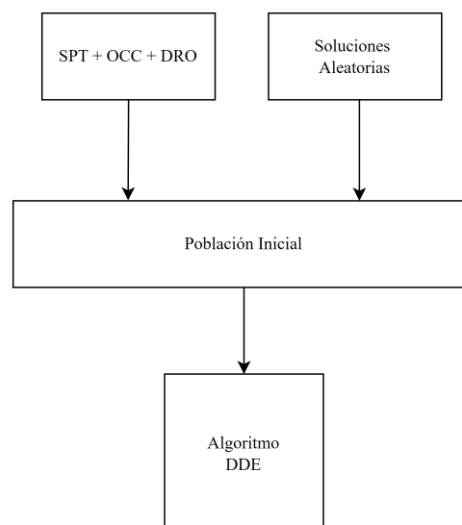 SPT + OCC + DRO
Soluciones
Aleatorias
Población Inicial
Algoritmo
DDE